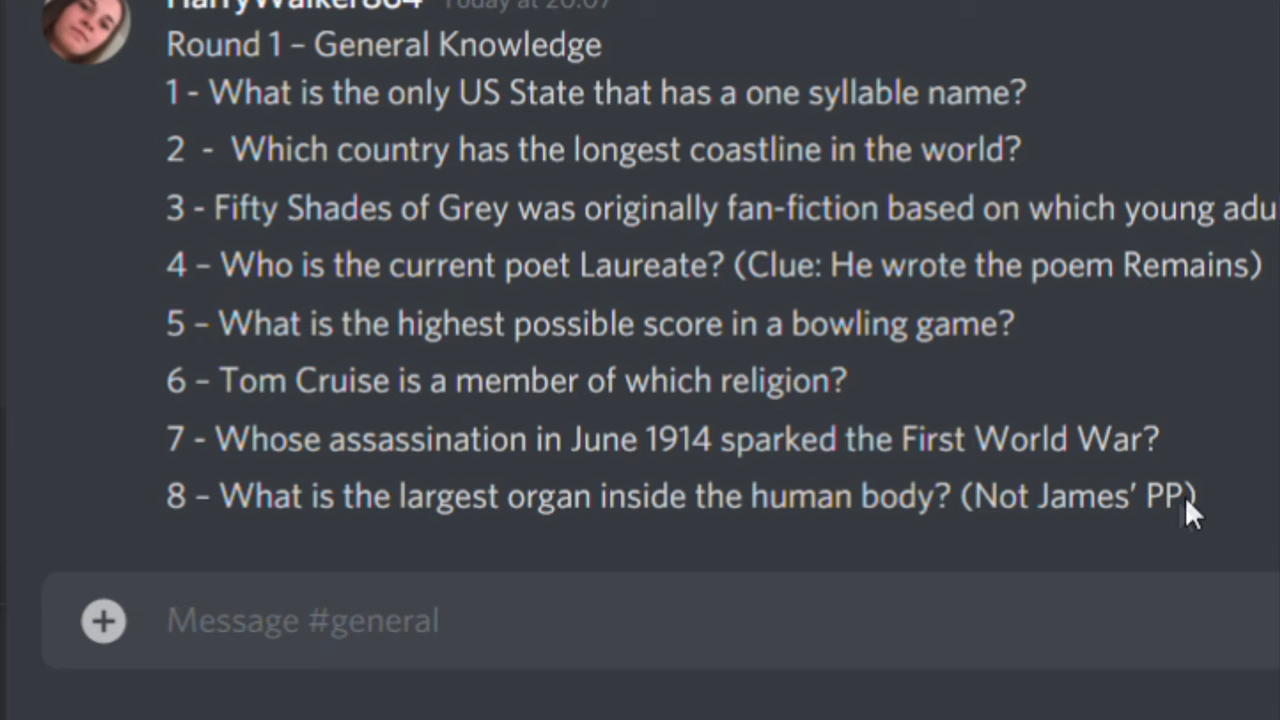 HarryWalker864 Today at 20:07
Round 1 – General Knowledge
1 - What is the only US State that has a one syllable name?
2 - Which country has the longest coastline in the world?
3 - Fifty Shades of Grey was originally fan-fiction based on which young adu
4 – Who is the current poet Laureate? (Clue: He wrote the poem Remains)
5 – What is the highest possible score in a bowling game?
6 – Tom Cruise is a member of which religion?
7 - Whose assassination in June 1914 sparked the First World War?
8 – What is the largest organ inside the human body? (Not James’ PP)
Message #general